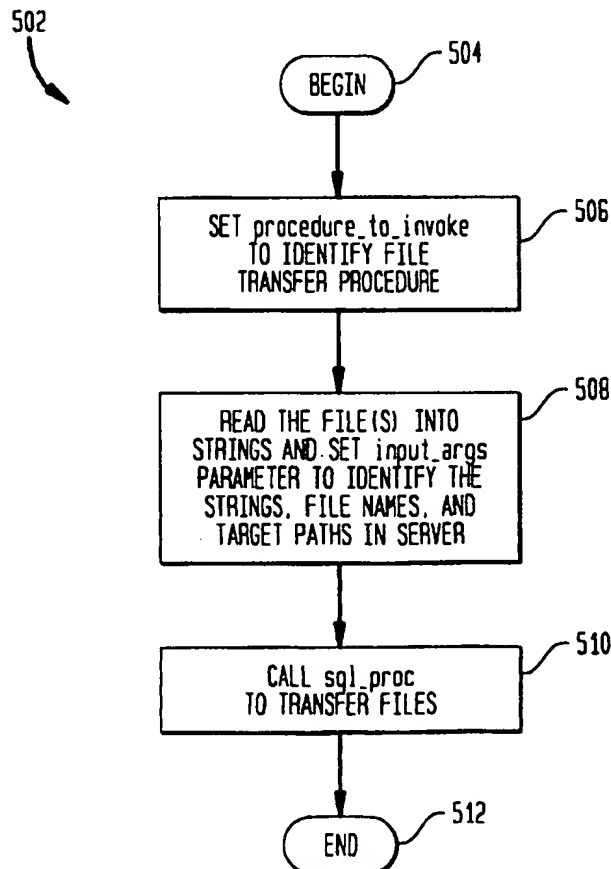 502
BEGIN
504
SET procedure_to_invoke
TO IDENTIFY FILE
TRANSFER PROCEDURE
506
READ THE FILE(S) INTO
STRINGS AND SET input_args
PARAMETER TO IDENTIFY THE
STRINGS, FILE NAMES, AND
TARGET PATHS IN SERVER
508
CALL sql_proc
TO TRANSFER FILES
510
END
512